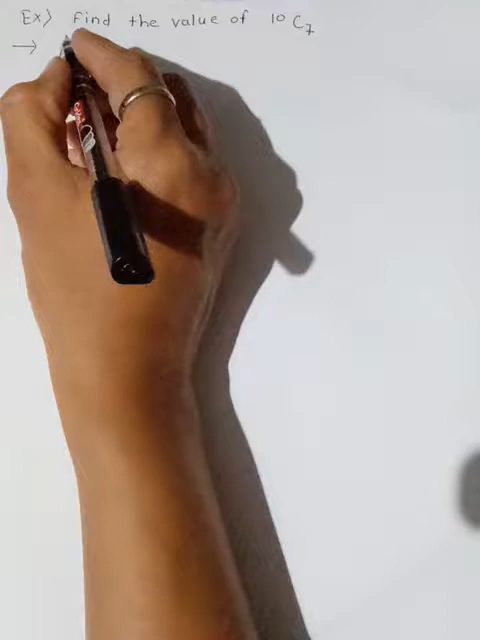 Ex> Find the value of ¹⁰C₇
→